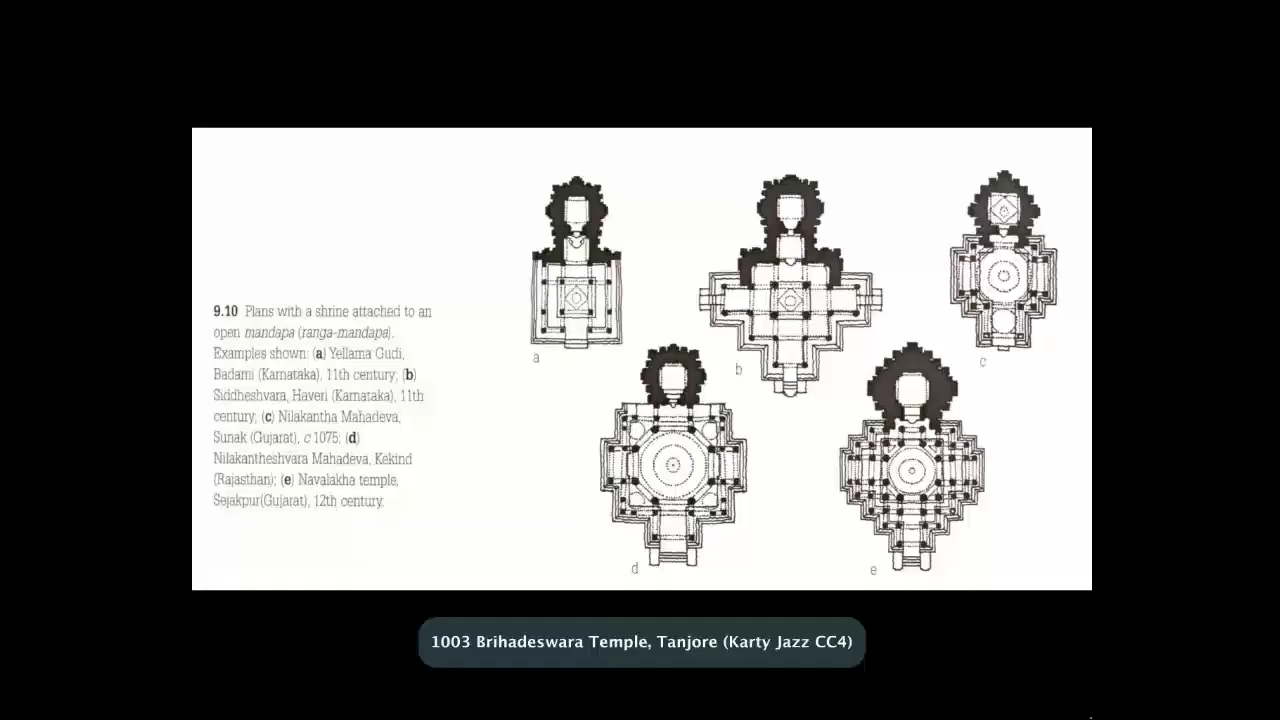 9.10 Plans with a shrine attached to an
open mandapa (ranga-mandapa).
Examples shown: (a) Yellama Gudi,
Badami (Karnataka), 11th century; (b)
Siddheshvara, Haveri (Karnataka), 11th
century; (c) Nilakantha Mahadeva,
Sunak (Gujarat), c 1075; (d)
Nilakantheshvara Mahadeva, Kekind
(Rajasthan); (e) Navalakha temple,
Sejakpur(Gujarat), 12th century.
a
b
c
d
e
1003 Brihadeswara Temple, Tanjore (Karty Jazz CC4)